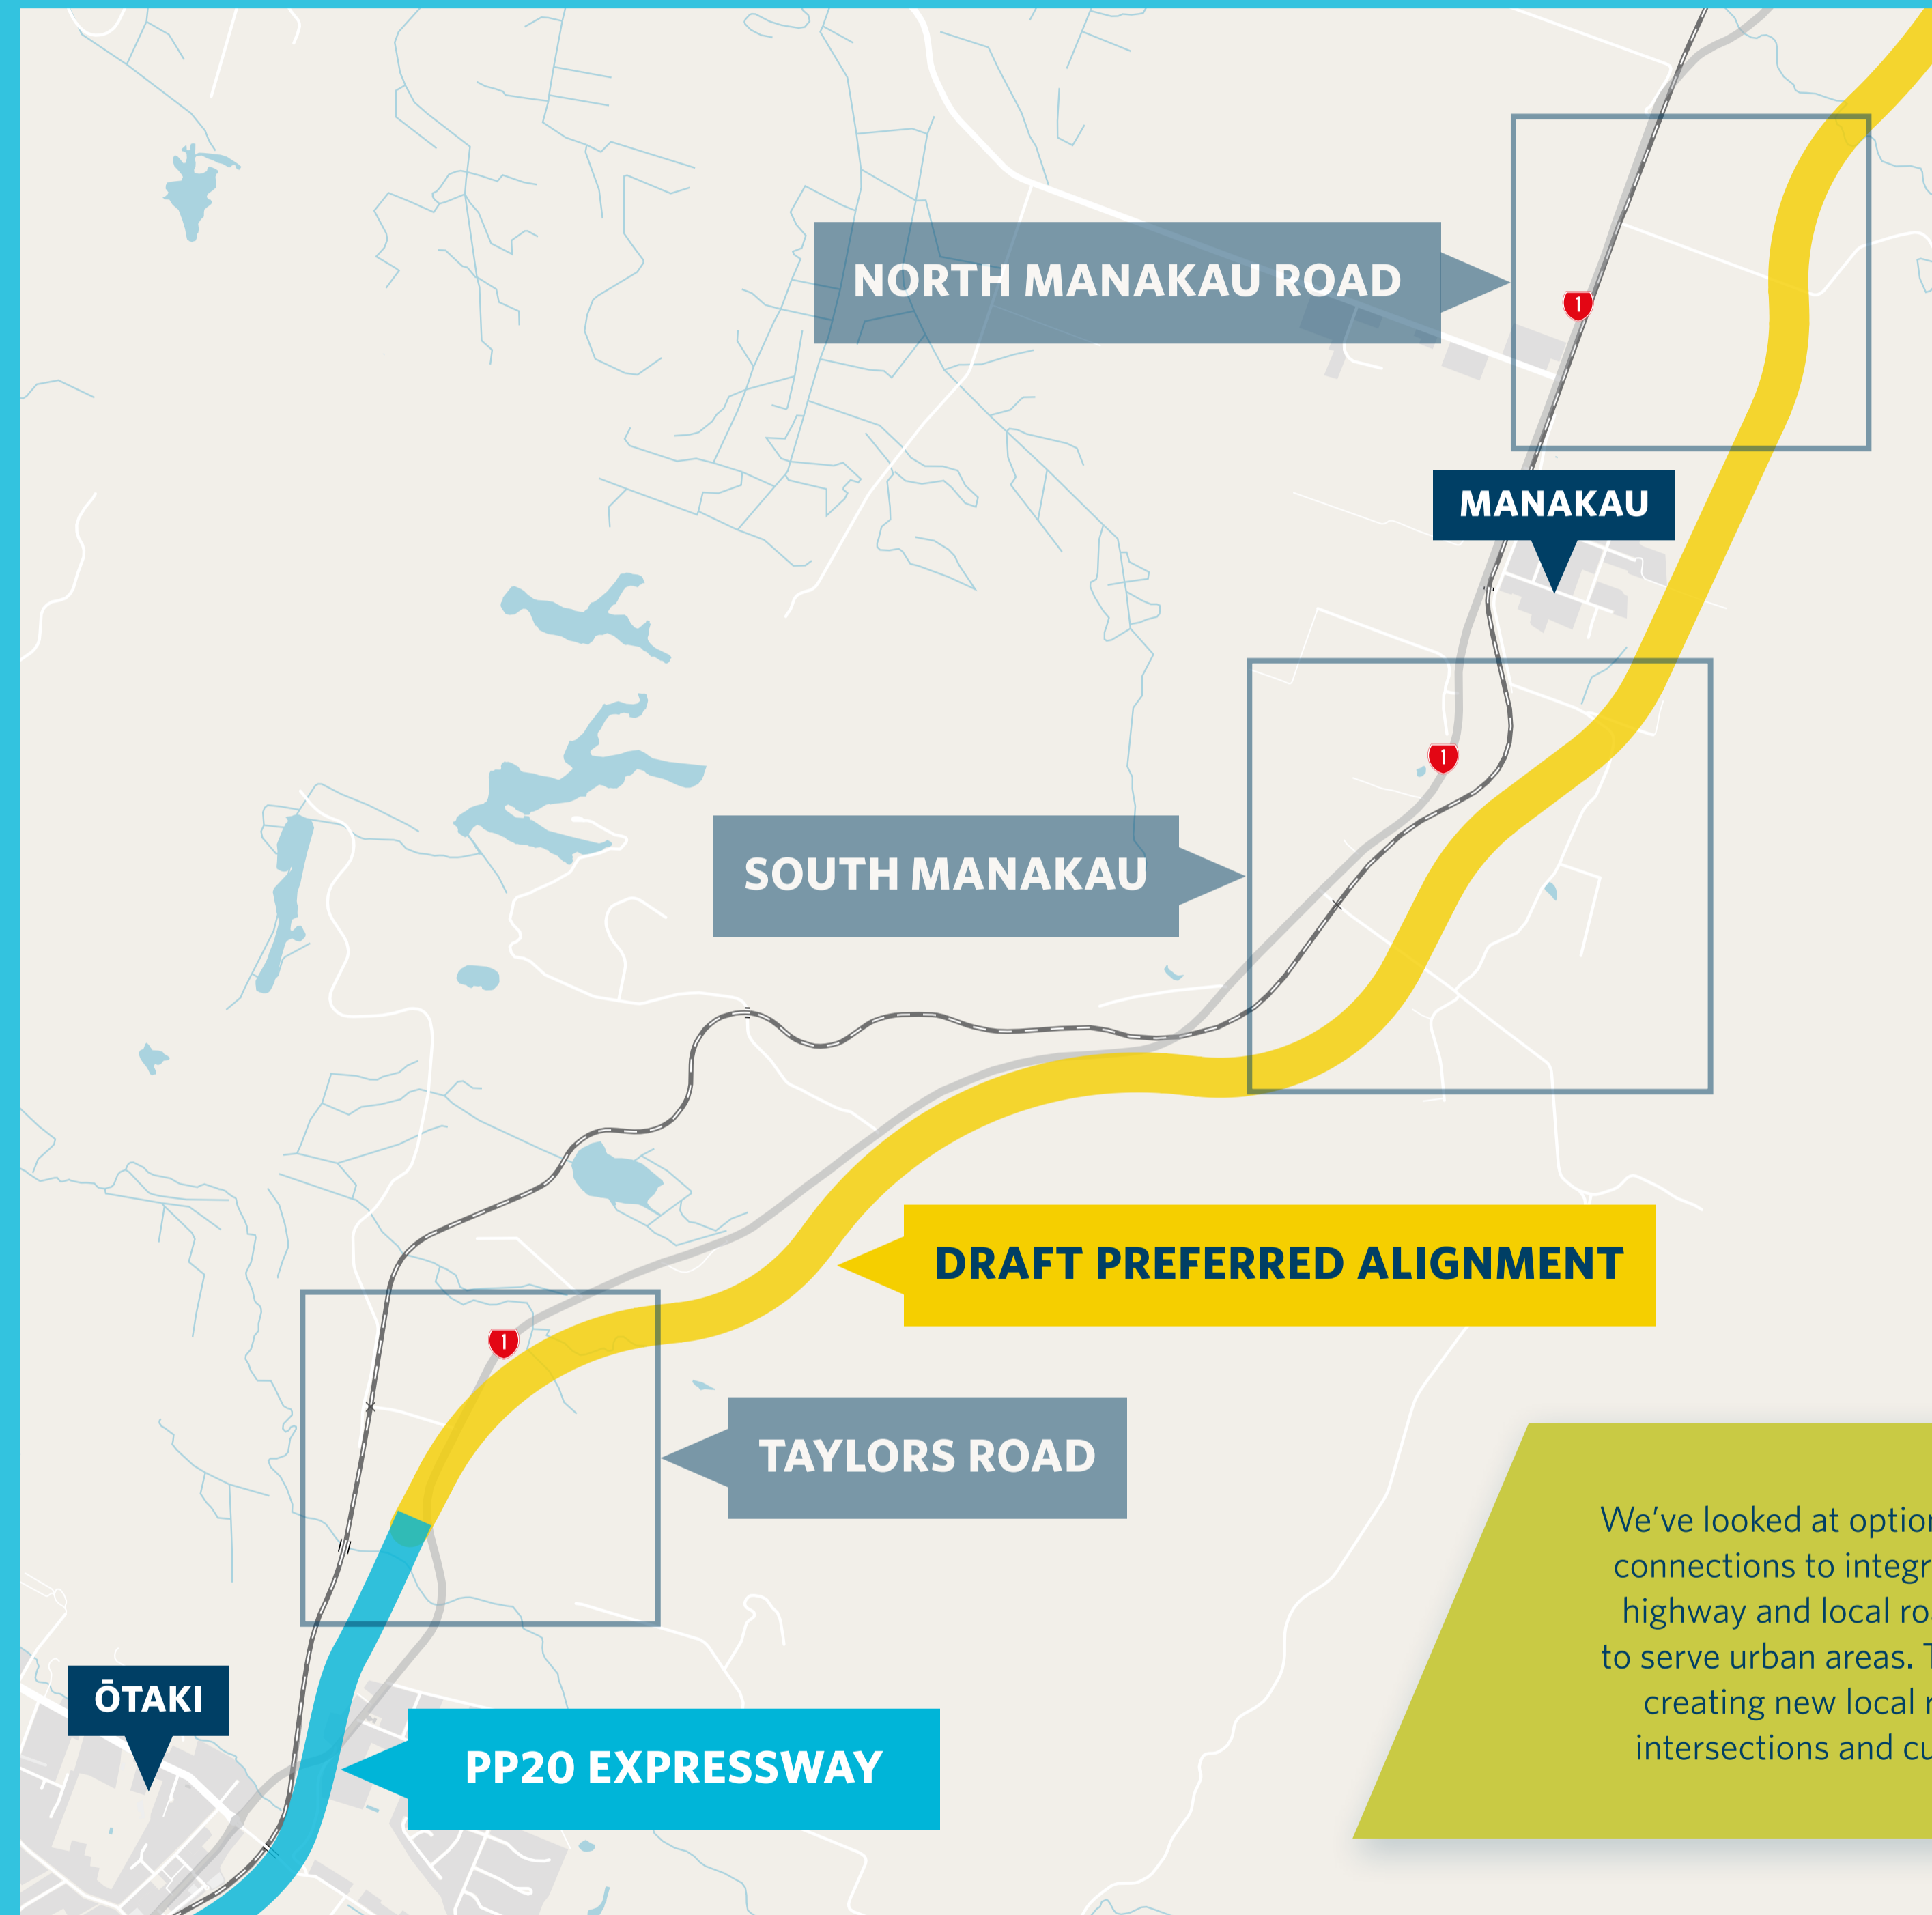 NORTH MANAKAU ROAD
1
MANAKAU
1
SOUTH MANAKAU
DRAFT PREFERRED ALIGNMENT
1
TAYLORS ROAD
We've looked at option
connections to integr
highway and local ro
to serve urban areas. T
creating new local r
intersections and cu
ŌTAKI
PP20 EXPRESSWAY